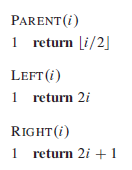 PARENT(i)
1 return ⌊i/2⌋
LEFT(i)
1 return 2i
RIGHT(i)
1 return 2i + 1